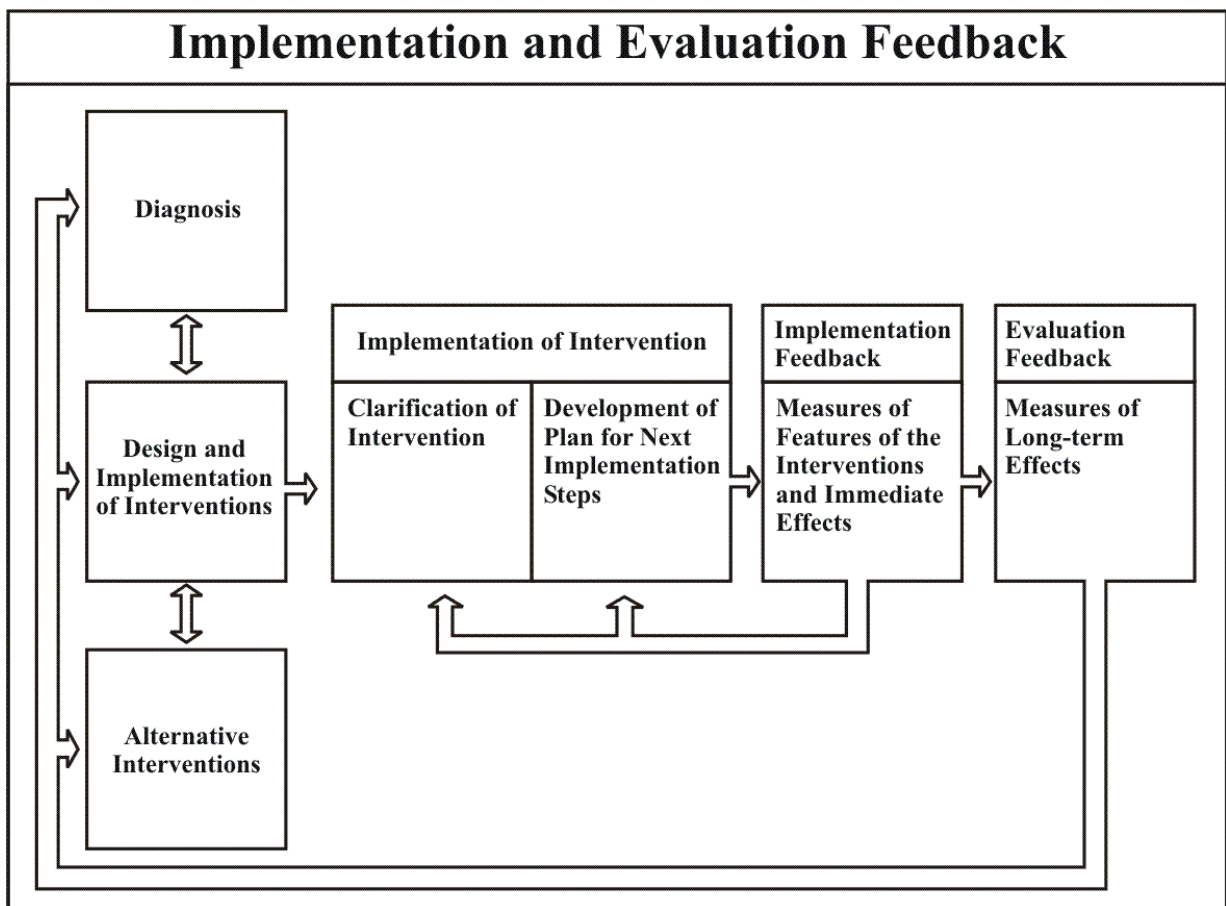 Implementation and Evaluation Feedback
Diagnosis
Design and
Implementation
of Interventions
Alternative
Interventions
Implementation of Intervention
Clarification of
Intervention
Development of
Plan for Next
Implementation
Steps
Implementation
Feedback
Measures of
Features of the
Interventions
and Immediate
Effects
Evaluation
Feedback
Measures of
Long-term
Effects